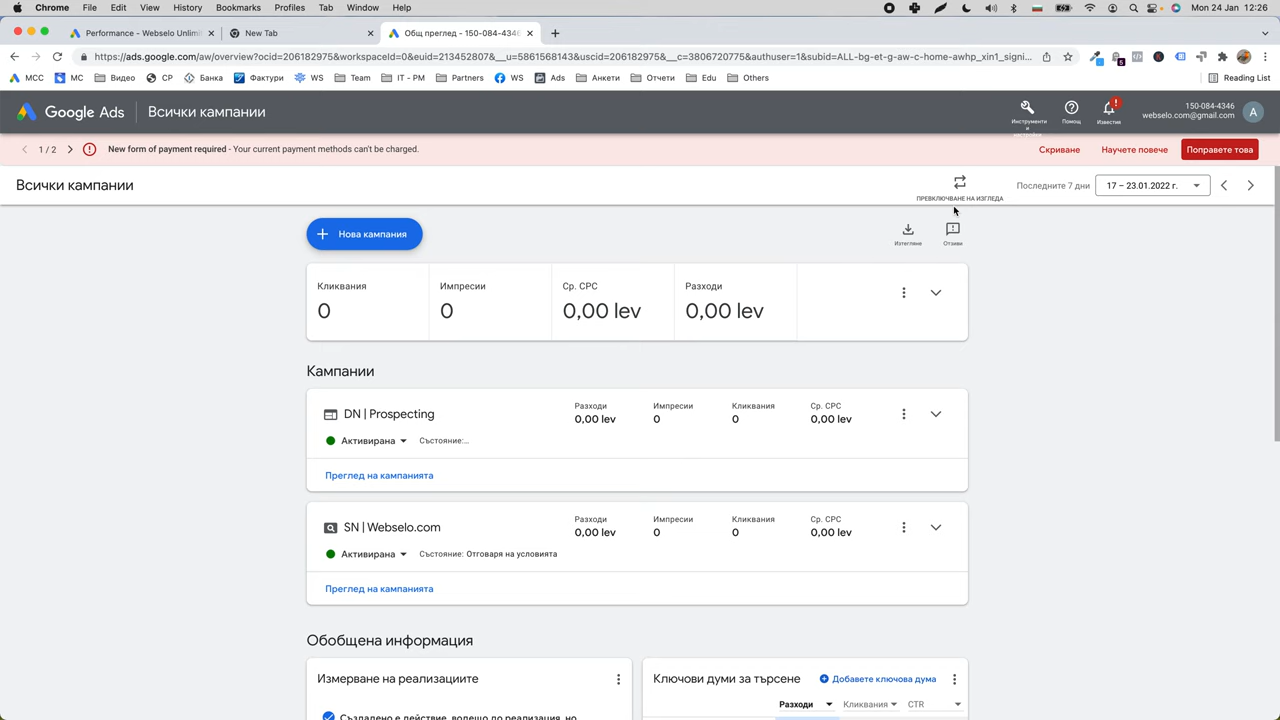 Chrome File Edit View History Bookmarks Profiles Tab Window Help
Mon 24 Jan 12:26
Performance - Webselo Unlimi
New Tab
Общ преглед - 150-084-4346
https://ads.google.com/aw/overview?ocid=206182975&workspaceId=0&euid=213452807&__u=5861568143&uscid=206182975&__c=3806720775&authuser=1&subid=ALL-bg-et-g-aw-c-home-awhp_xin1_signi...
5
MCC МС Видео CP Банка Фактури WS Team IT - PM Partners WS Ads Анкети Отчети Edu Others Reading List
Google Ads
Всички кампании
Инструменти и настройки
Помощ
!
Известия
150-084-4346
webselo.com@gmail.com
A
1 / 2
New form of payment required - Your current payment methods can't be charged.
Скриване
Научете повече
Поправете това
Всички кампании
ПРЕВКЛЮЧВАНЕ НА ИЗГЛЕДА
Последните 7 дни
17 – 23.01.2022 г.
Нова кампания
Изтегляне
Отзиви
Кликвания Импресии Ср. CPC Разходи
0 0 0,00 lev 0,00 lev
Кампании
DN | Prospecting
Разходи Импресии Кликвания Ср. CPC
0,00 lev 0 0 0,00 lev
Активирана
Състояние:...
Преглед на кампанията
SN | Webselo.com
Разходи Импресии Кликвания Ср. CPC
0,00 lev 0 0 0,00 lev
Активирана
Състояние: Отговаря на условията
Преглед на кампанията
Обобщена информация
Измерване на реализациите
Създадено е действие, водещо до реализация, но
Ключови думи за търсене
Добавете ключова дума
Разходи Кликвания CTR